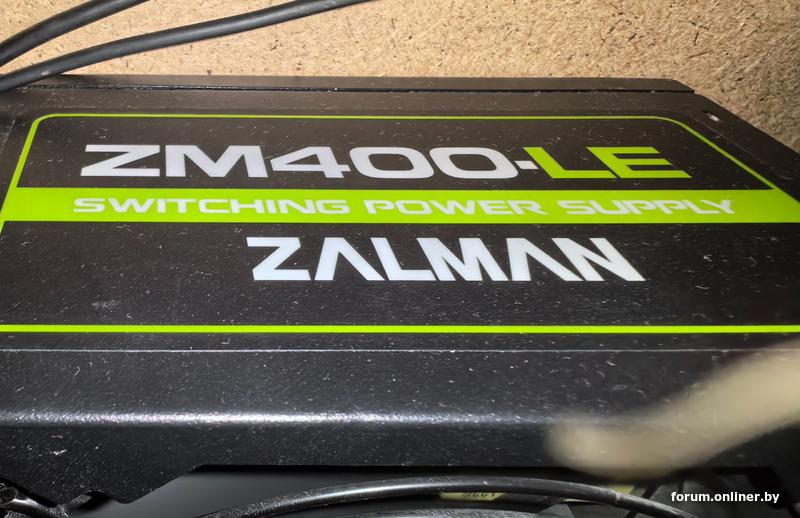 ZM400-LE
SWITCHING POWER SUPPLY
ZALMAN
forum.onliner.by